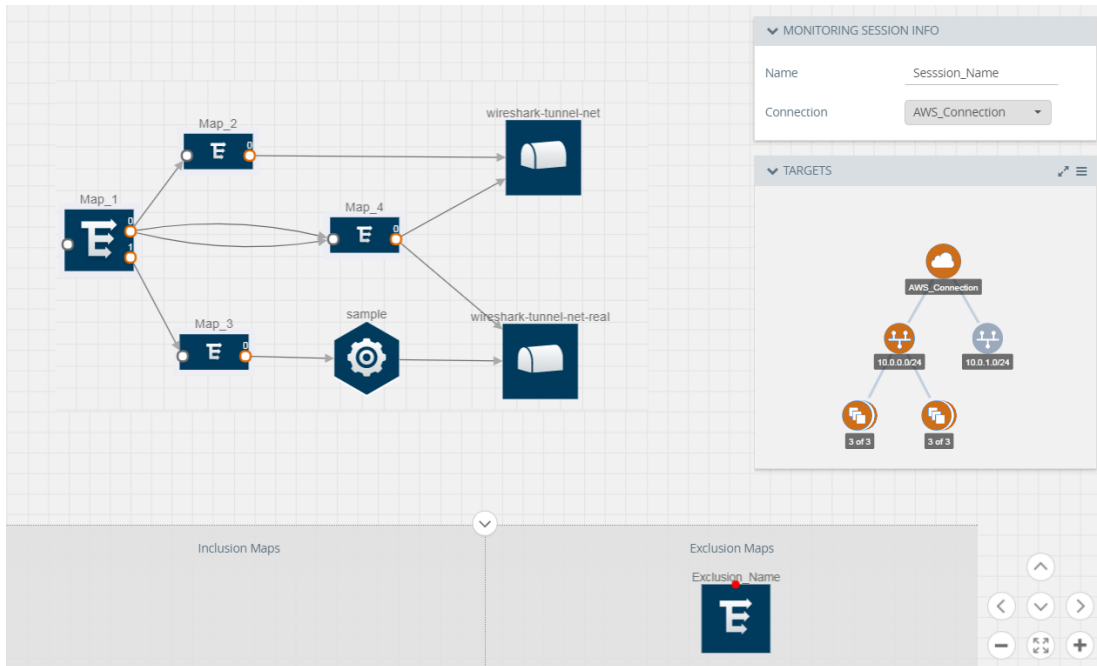 MONITORING SESSION INFO
Name
Sesssion_Name
Connection
AWS_Connection
TARGETS
AWS_Connection
10.0.0.0/24
10.0.1.0/24
3 of 3
3 of 3
wireshark-tunnel-net
Map_2
0
Map_1
0
1
Map_4
0
Map_3
0
sample
wireshark-tunnel-net-real
Inclusion Maps
Exclusion Maps
Exclusion_Name